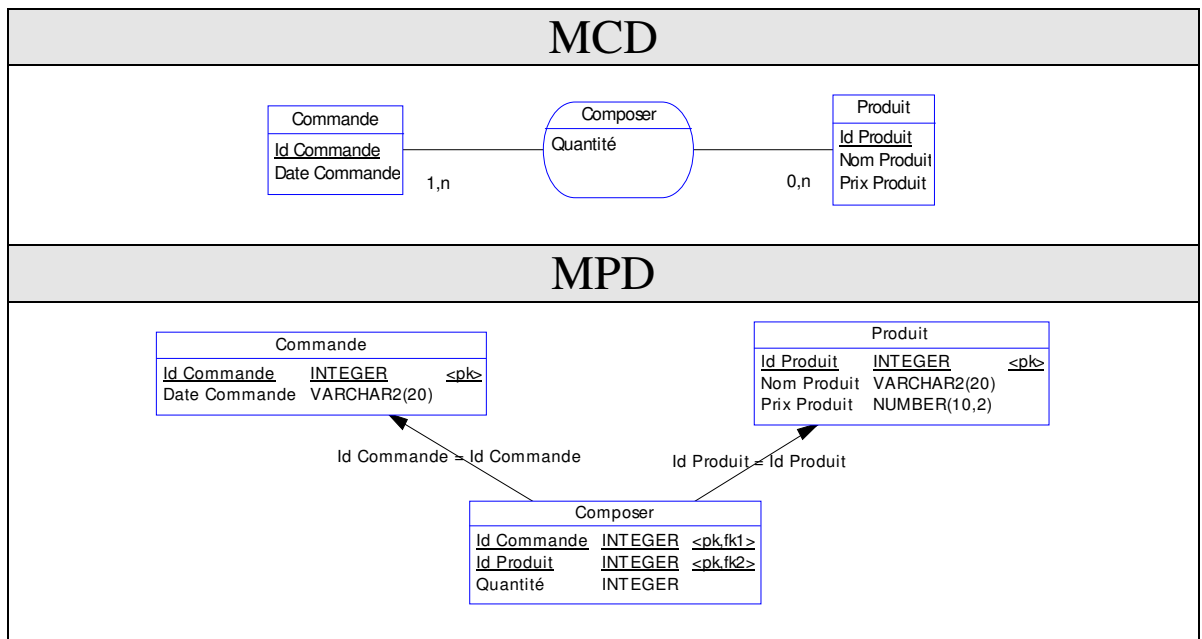 MCD
Commande
Id Commande
Date Commande
1,n
Composer
Quantité
0,n
Produit
Id Produit
Nom Produit
Prix Produit
MPD
Commande
Id Commande INTEGER <pk>
Date Commande VARCHAR2(20)
Produit
Id Produit INTEGER <pk>
Nom Produit VARCHAR2(20)
Prix Produit NUMBER(10,2)
Id Commande = Id Commande
Id Produit = Id Produit
Composer
Id Commande INTEGER <pk,fk1>
Id Produit INTEGER <pk,fk2>
Quantité INTEGER